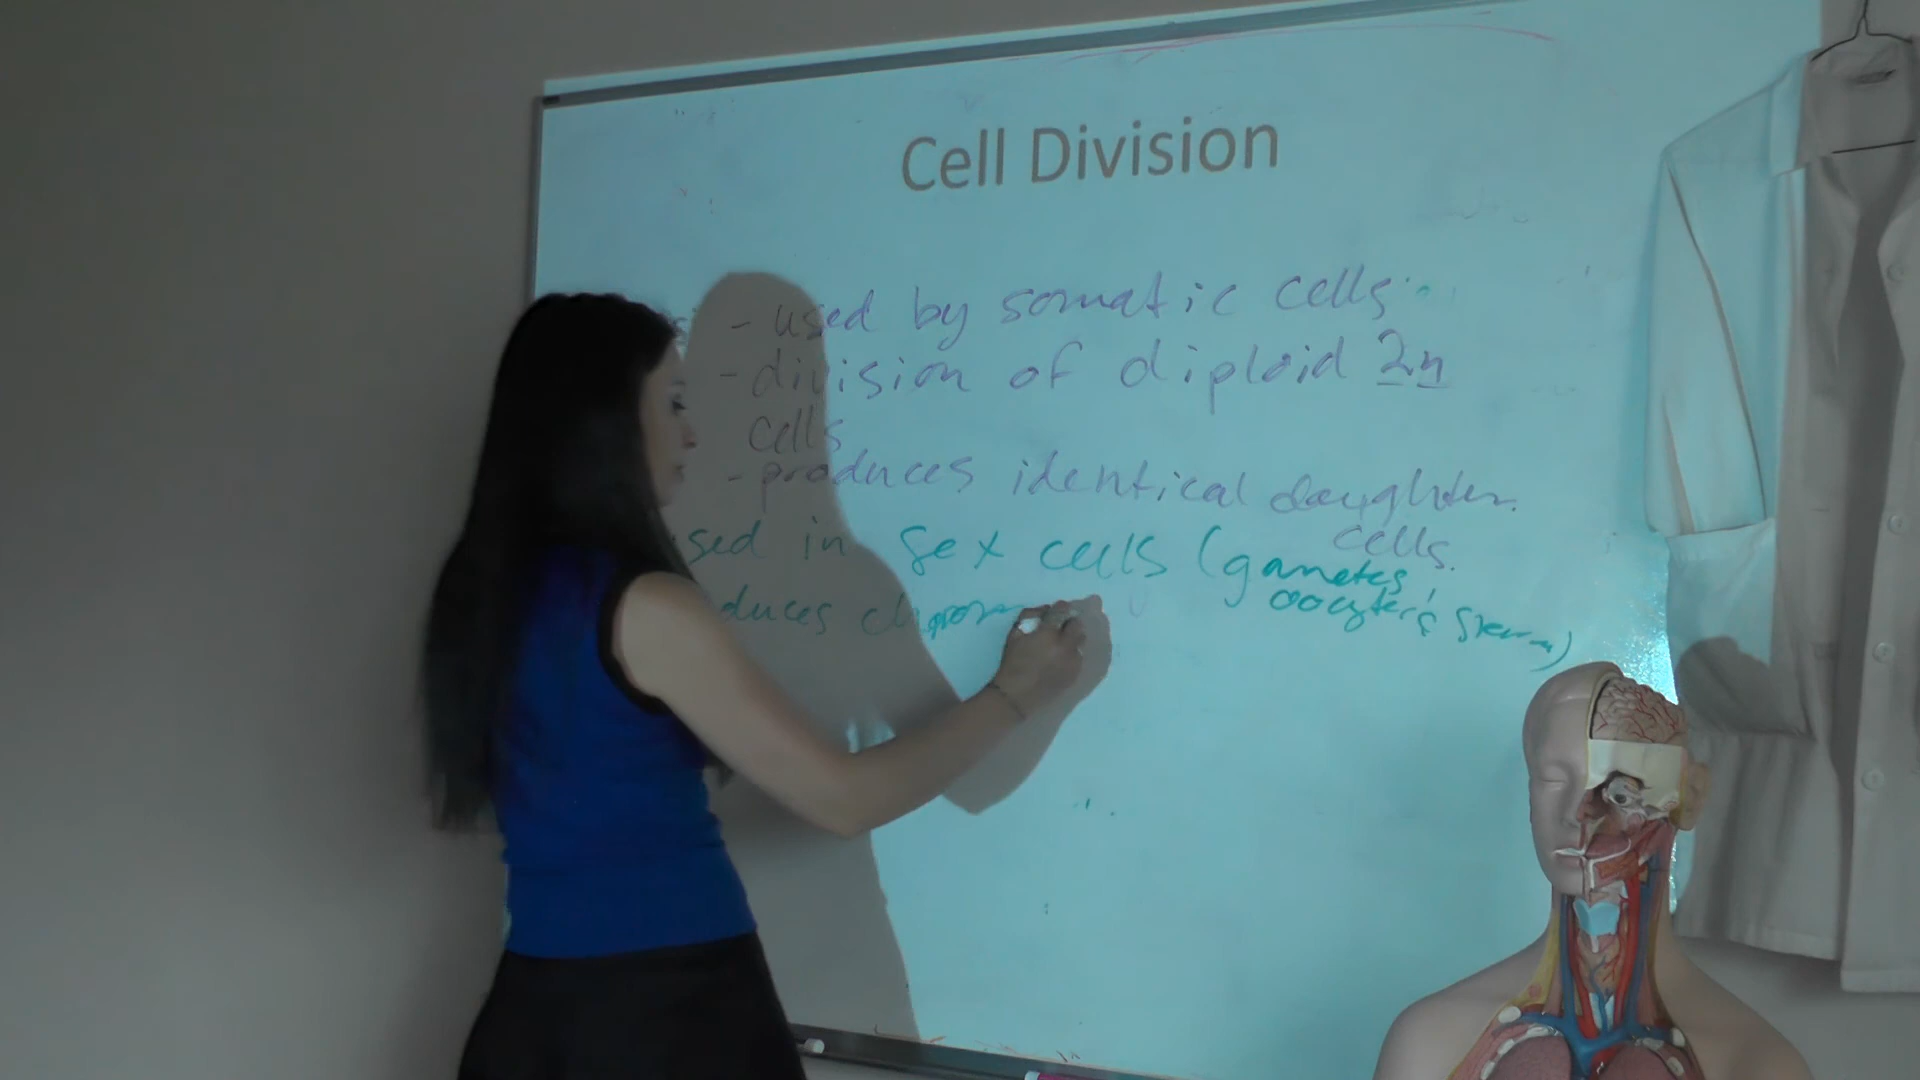 Cell Division
- used by somatic cells.
- division of diploid 2n
cells
- produces identical daughter
cells.
sed in sex cells (gametes,
oocytes &
duces